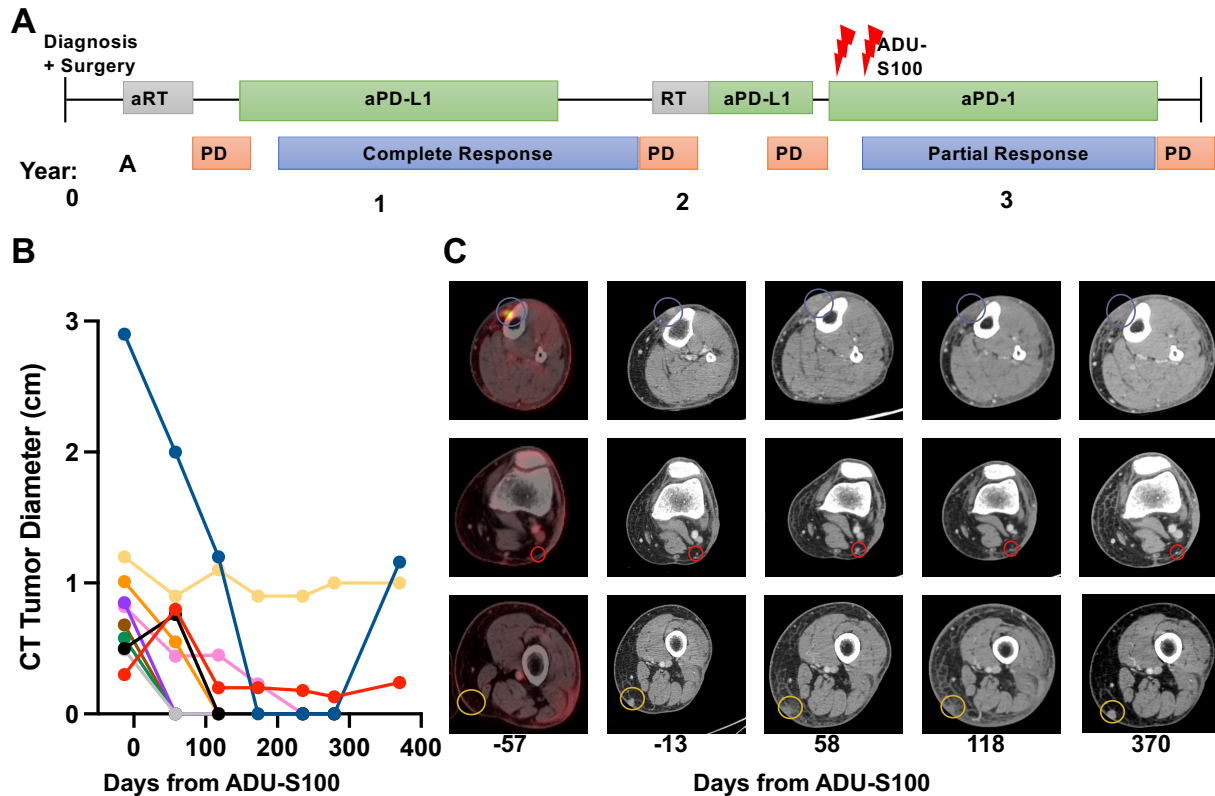 A
Diagnosis
+ Surgery
ADU-
S100
aRT
aPD-L1
RT
aPD-L1
aPD-1
PD
Complete Response
PD
PD
Partial Response
PD
Year:
A
0
1
2
3
B
CT Tumor Diameter (cm)
3
2
1
0
0
100
200
300
400
Days from ADU-S100
C
-57
-13
58
118
370
Days from ADU-S100